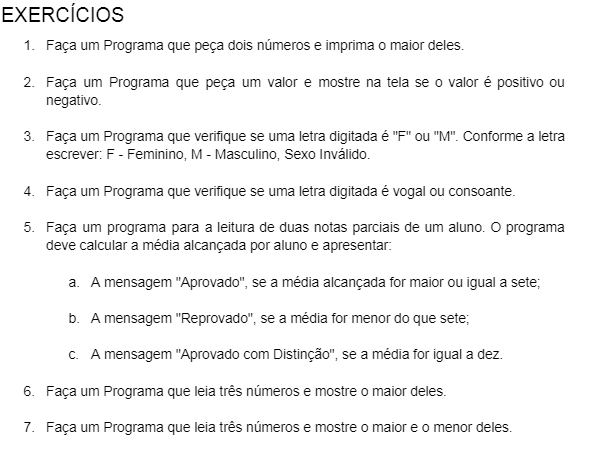 EXERCÍCIOS
1. Faça um Programa que peça dois números e imprima o maior deles.
2. Faça um Programa que peça um valor e mostre na tela se o valor é positivo ou
negativo.
3. Faça um Programa que verifique se uma letra digitada é "F" ou "M". Conforme a letra
escrever: F - Feminino, M - Masculino, Sexo Inválido.
4. Faça um Programa que verifique se uma letra digitada é vogal ou consoante.
5. Faça um programa para a leitura de duas notas parciais de um aluno. O programa
deve calcular a média alcançada por aluno e apresentar:
a. A mensagem "Aprovado", se a média alcançada for maior ou igual a sete;
b. A mensagem "Reprovado", se a média for menor do que sete;
c. A mensagem "Aprovado com Distinção", se a média for igual a dez.
6. Faça um Programa que leia três números e mostre o maior deles.
7. Faça um Programa que leia três números e mostre o maior e o menor deles.